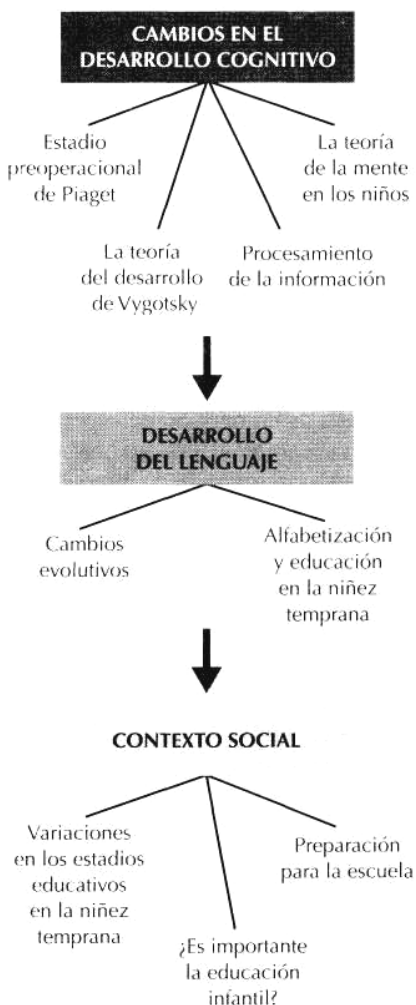 CAMBIOS EN EL
DESARROLLO COGNITIVO
Estadio
preoperacional
de Piaget
La teoría
del desarrollo
de Vygotsky
Procesamiento
de la información
La teoría
de la mente
en los niños
DESARROLLO
DEL LENGUAJE
Cambios
evolutivos
Alfabetización
y educación
en la niñez
temprana
CONTEXTO SOCIAL
Variaciones
en los estadios
educativos
en la niñez
temprana
¿Es importante
la educación
infantil?
Preparación
para la escuela